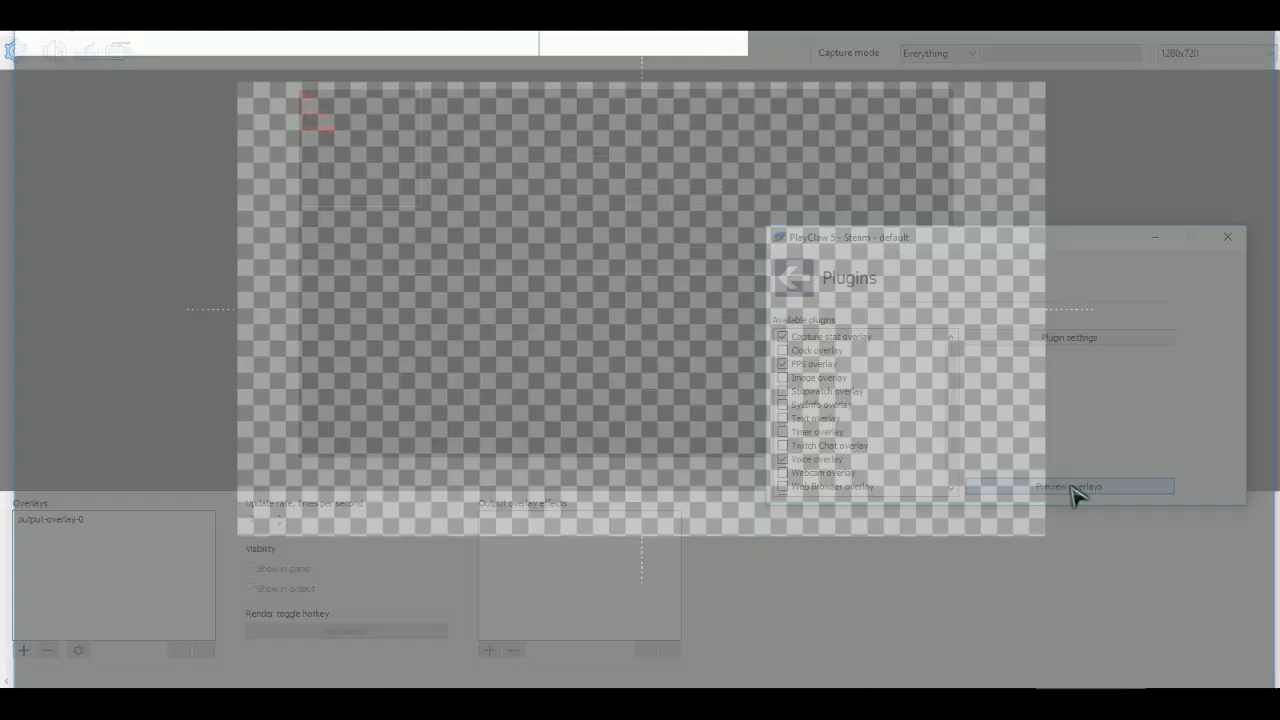 Capture mode
Everything
1280x720
PlayClaw 5 - Steam - default
Plugins
Available plugins
Capture stat overlay
Clock overlay
FPS overlay
Image overlay
Stopwatch overlay
SysInfo overlay
Text overlay
Timer overlay
Twitch Chat overlay
Voice overlay
Webcam overlay
Web Browser overlay
Plugin settings
Preview overlays
Overlays
output-overlay-0
Update rate, times per second
Visibility
Show in game
Show in output
Render toggle hotkey
Output overlay effects